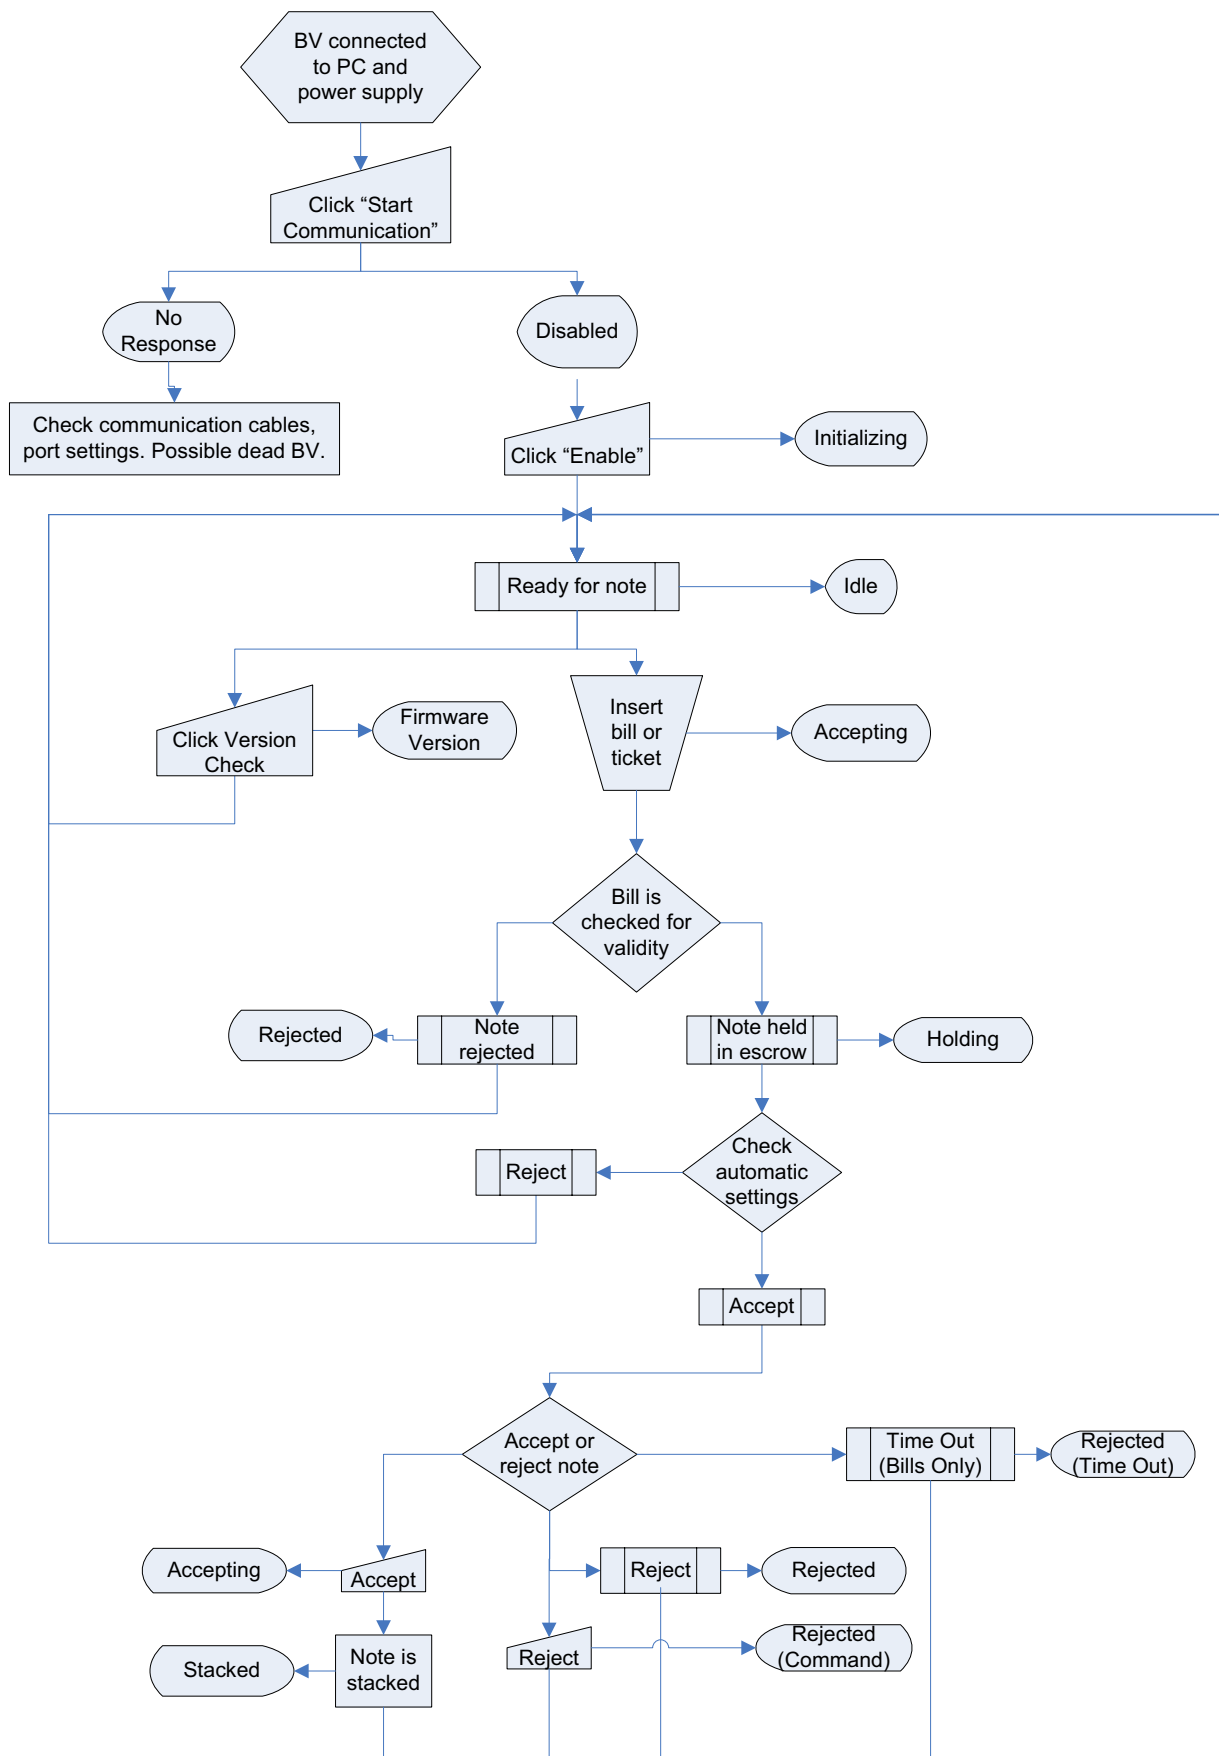 BV connected
to PC and
power supply
Click “Start
Communication”
No
Response
Disabled
Check communication cables,
port settings. Possible dead BV.
Click “Enable”
Initializing
Ready for note
Idle
Click Version
Check
Firmware
Version
Insert
bill or
ticket
Accepting
Bill is
checked for
validity
Rejected
Note
rejected
Note held
in escrow
Holding
Reject
Check
automatic
settings
Accept
Accept or
reject note
Time Out
(Bills Only)
Rejected
(Time Out)
Accepting
Accept
Reject
Rejected
Reject
Rejected
(Command)
Stacked
Note is
stacked